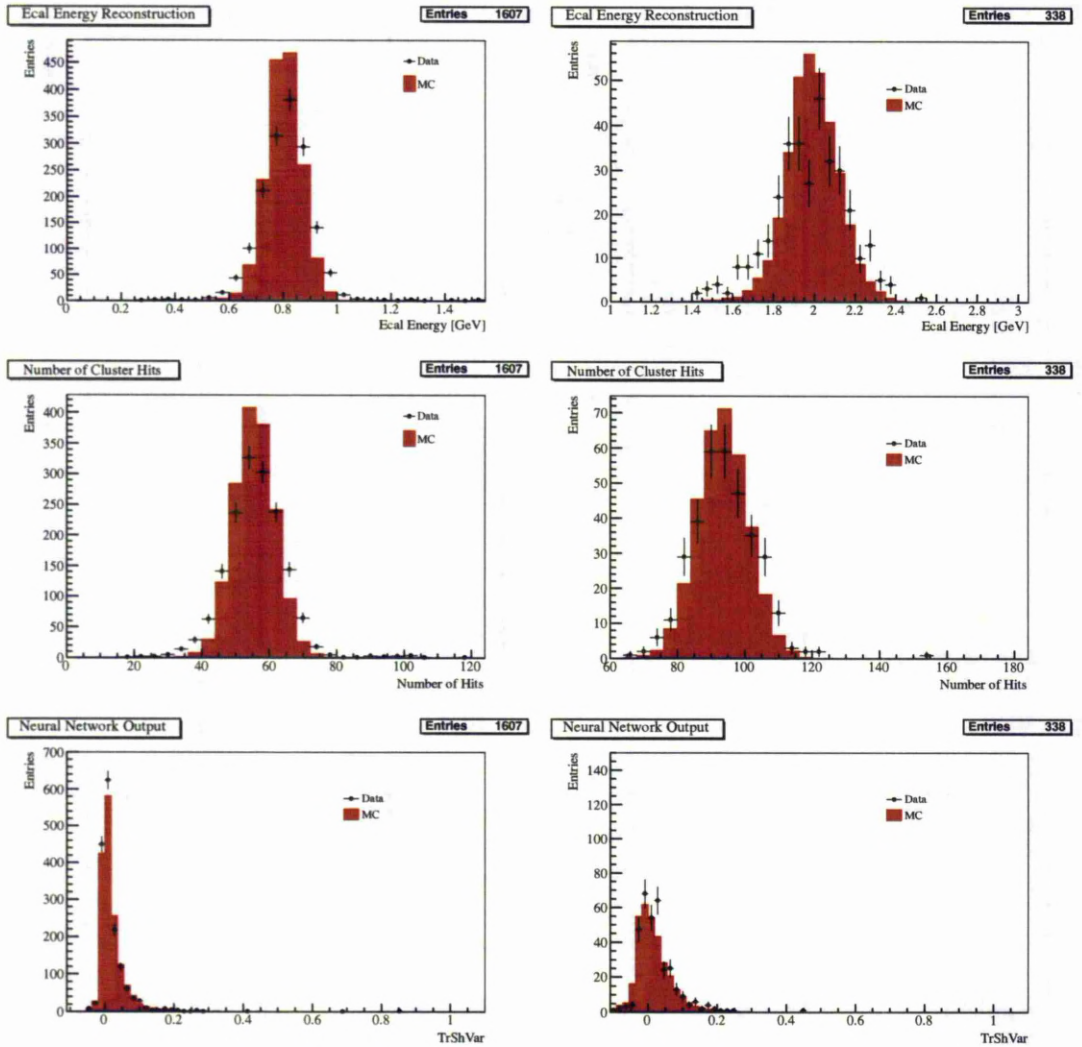 Ecal Energy Reconstruction
Entries 1607
Entries
450
400
350
300
250
200
150
100
50
0
Data
MC
0 0.2 0.4 0.6 0.8 1 1.2 1.4
Ecal Energy [GeV]
Ecal Energy Reconstruction
Entries 338
Entries
50
40
30
20
10
0
Data
MC
1 1.2 1.4 1.6 1.8 2 2.2 2.4 2.6 2.8 3
Ecal Energy [GeV]
Number of Cluster Hits
Entries 1607
Entries
400
350
300
250
200
150
100
50
0
Data
MC
0 20 40 60 80 100 120
Number of Hits
Number of Cluster Hits
Entries 338
Entries
70
60
50
40
30
20
10
0
Data
MC
60 80 100 120 140 160 180
Number of Hits
Neural Network Output
Entries 1607
Entries
700
600
500
400
300
200
100
0
Data
MC
0 0.2 0.4 0.6 0.8 1
TrShVar
Neural Network Output
Entries 338
Entries
140
120
100
80
60
40
20
0
Data
MC
0 0.2 0.4 0.6 0.8 1
TrShVar